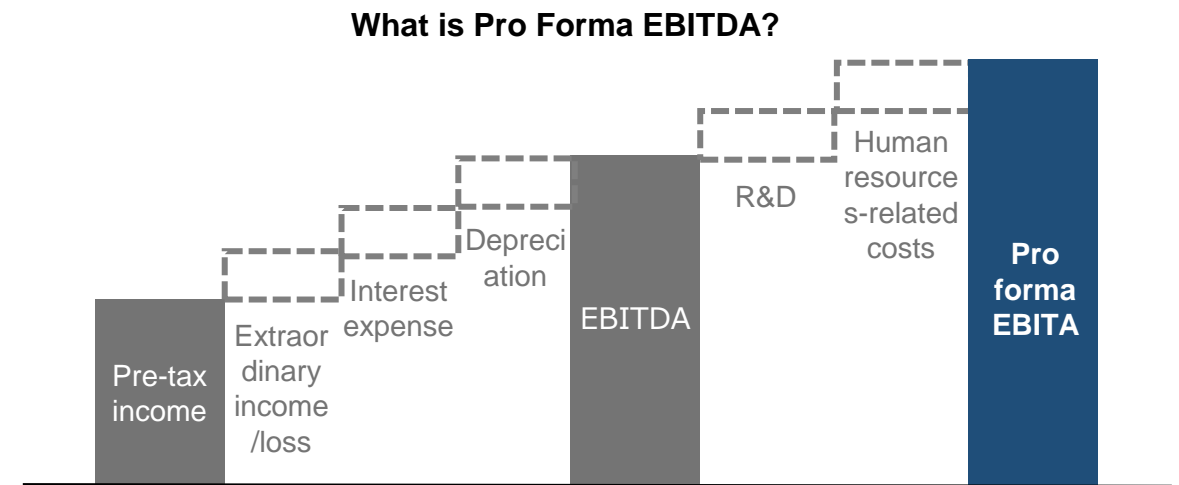 What is Pro Forma EBITDA?
Pre-tax
income
Extraor
dinary
income
/loss
Interest
expense
Depreci
ation
EBITDA
R&D
Human
resource
s-related
costs
Pro
forma
EBITA